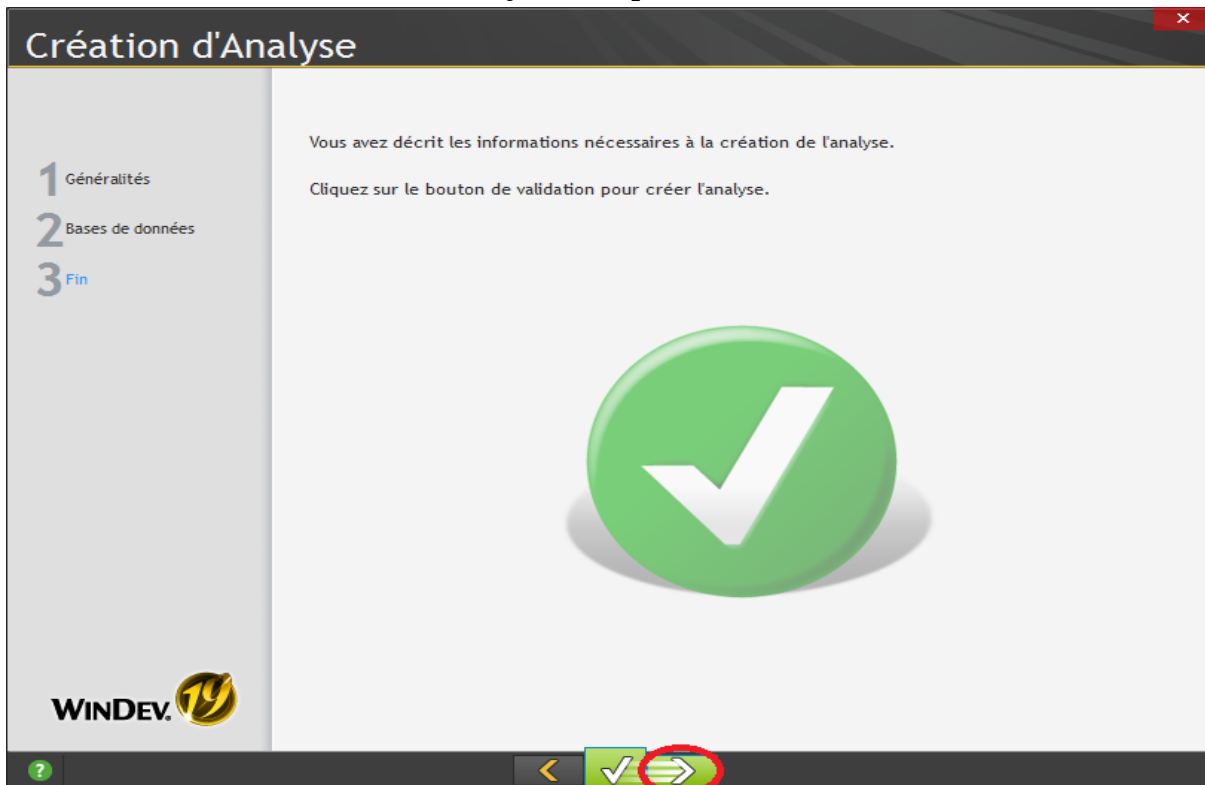 Création d'Analyse
Vous avez décrit les informations nécessaires à la création de l'analyse.
Cliquez sur le bouton de validation pour créer l'analyse.
1 Généralités
2 Bases de données
3 Fin
WINDEV. 19
?